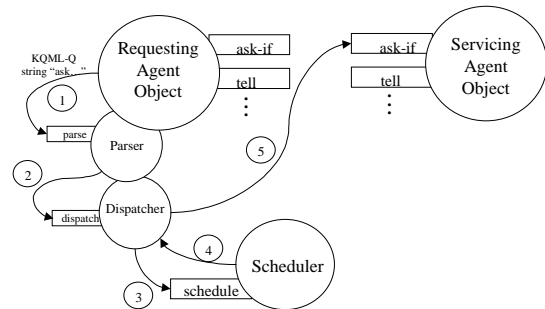 KQML-Q
string “ask…”
Requesting
Agent
Object
ask-if
tell
ask-if
tell
Servicing
Agent
Object
1
parse
Parser
5
2
dispatch
Dispatcher
4
3
schedule
Scheduler